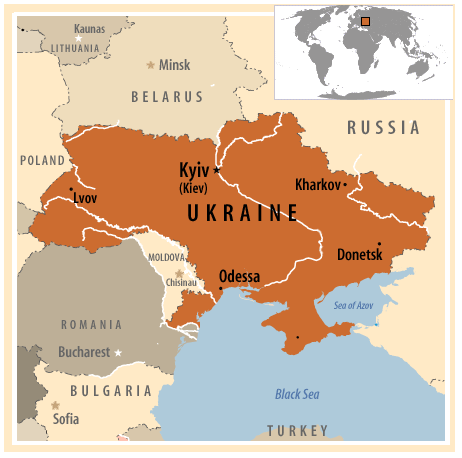 Kaunas
LITHUANIA
Minsk
BELARUS
RUSSIA
POLAND
Kyiv
(Kiev)
Kharkov
Lvov
UKRAINE
Donetsk
MOLDOVA
Chisinau
Odessa
Sea of Azov
ROMANIA
Bucharest
BULGARIA
Black Sea
Sofia
TURKEY